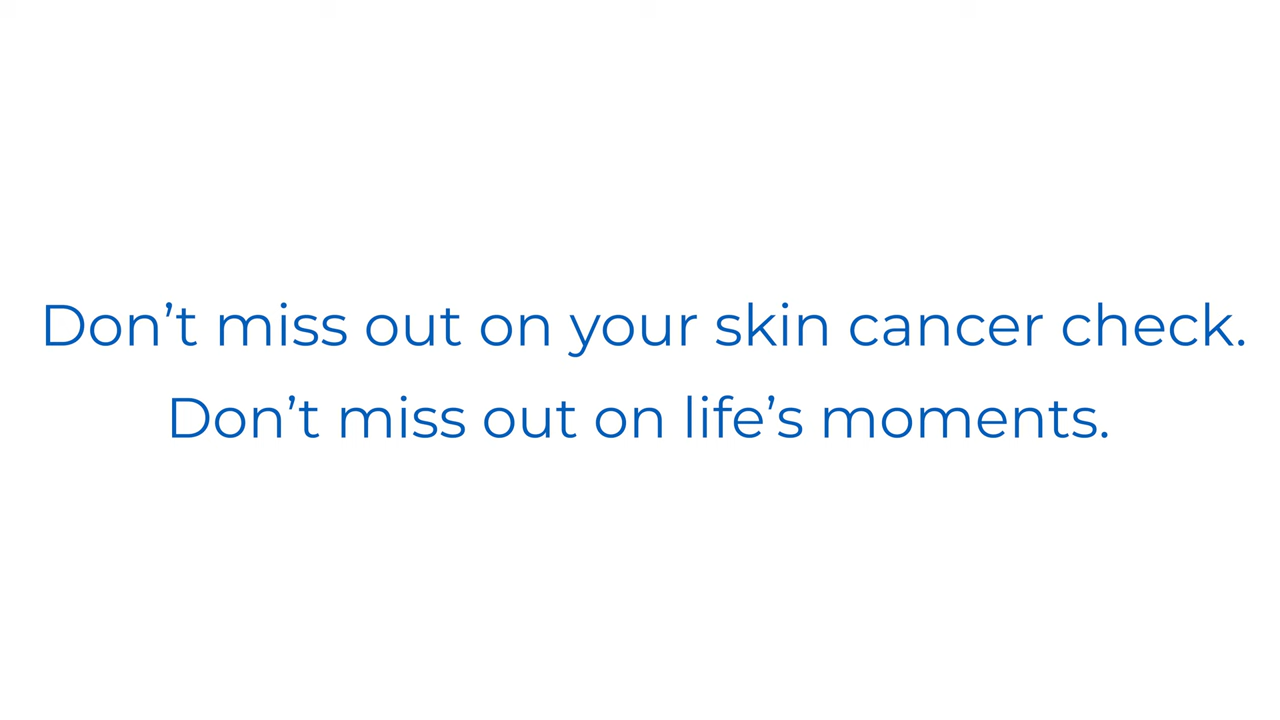 Don’t miss out on your skin cancer check.
Don’t miss out on life’s moments.